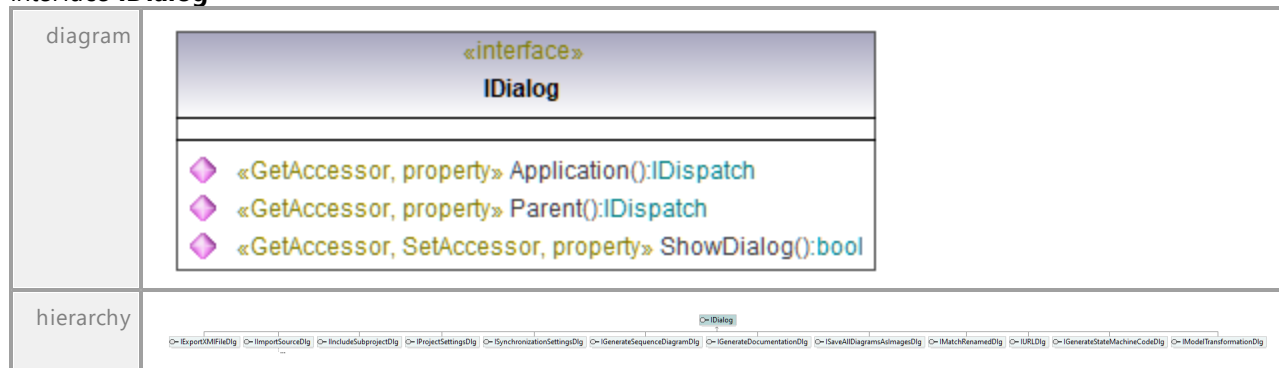 interface IDialog
diagram
«interface»
IDialog
«GetAccessor, property» Application():IDispatch
«GetAccessor, property» Parent():IDispatch
«GetAccessor, SetAccessor, property» ShowDialog():bool
hierarchy
IDialog
IExportXMIFileDlg IImportSourceDlg IIncludeSubprojectDlg IProjectSettingsDlg ISynchronizationSettingsDlg IGenerateSequenceDiagramDlg IGenerateDocumentationDlg ISaveAllDiagramsAsImagesDlg IMatchRenamedDlg IURLDlg IGenerateStateMachineCodeDlg IModelTransformationDlg
...